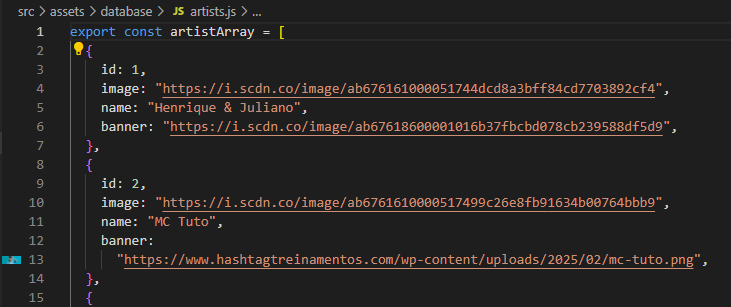 src > assets > database > JS artists.js > ...
1 export const artistArray = [
2 {
3 id: 1,
4 image: "https://i.scdn.co/image/ab676161000051744dcd8a3bff84cd7703892cf4",
5 name: "Henrique & Juliano",
6 banner: "https://i.scdn.co/image/ab67618600001016b37fbcbd078cb239588df5d9",
7 },
8 {
9 id: 2,
10 image: "https://i.scdn.co/image/ab6761610000517499c26e8fb91634b00764bbb9",
11 name: "MC Tuto",
12 banner:
13 "https://www.hashtagtreinamentos.com/wp-content/uploads/2025/02/mc-tuto.png",
14 },
15 {